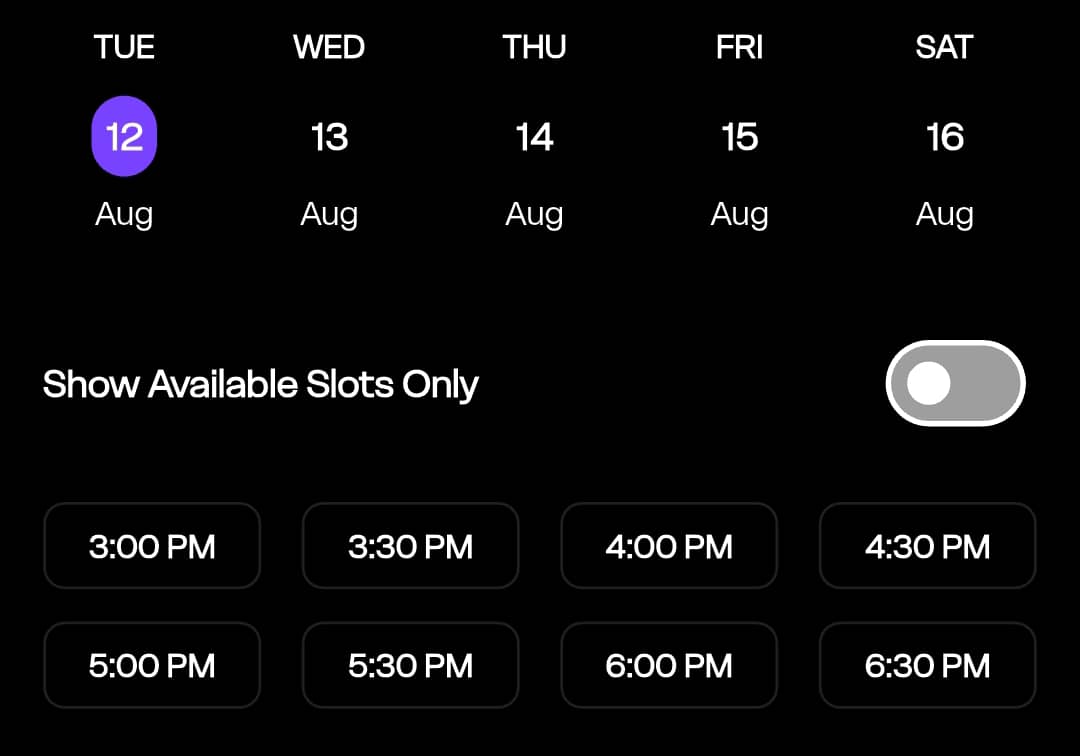 TUE WED THU FRI SAT
12 13 14 15 16
Aug Aug Aug Aug Aug
Show Available Slots Only
3:00 PM 3:30 PM 4:00 PM 4:30 PM
5:00 PM 5:30 PM 6:00 PM 6:30 PM